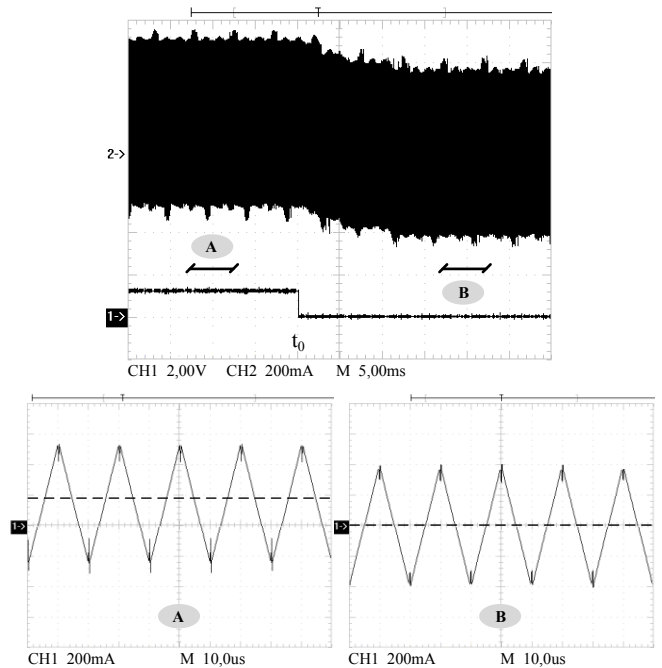 2->
A
B
1->
t0
CH1 2,00V CH2 200mA M 5,00ms
1->
1->
A
B
CH1 200mA M 10,0us
CH1 200mA M 10,0us